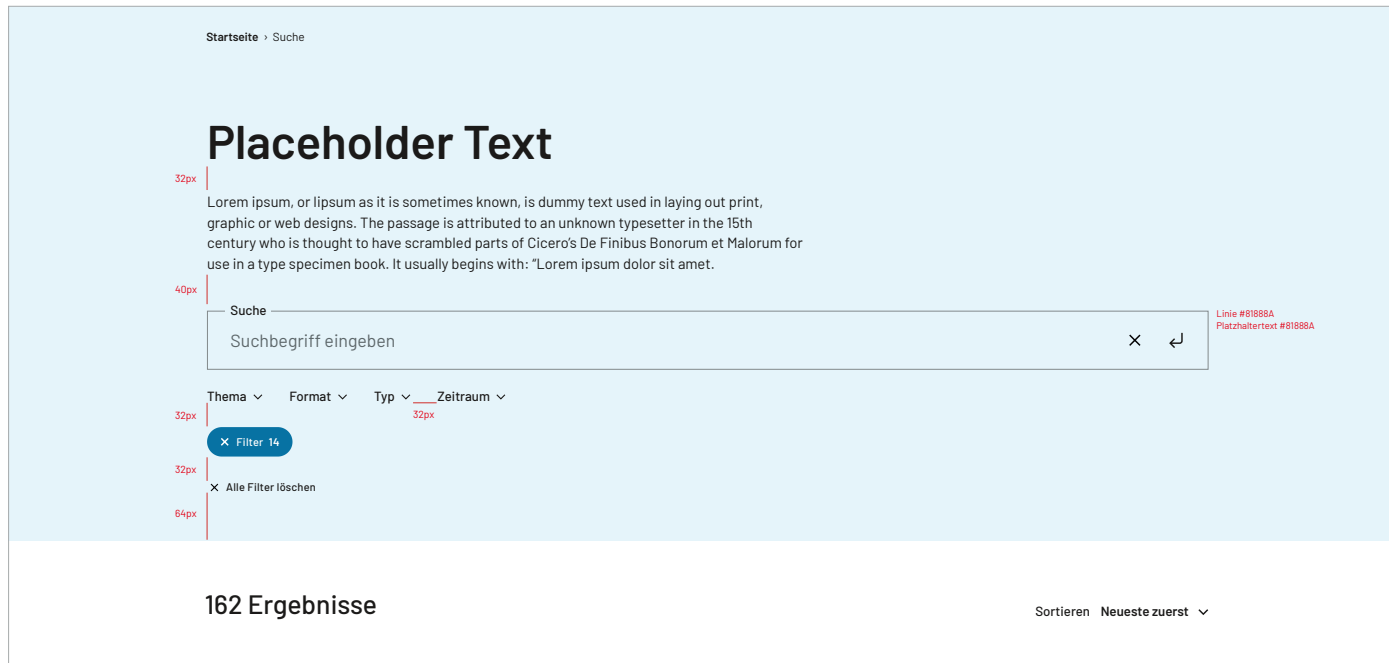 Startseite › Suche
Placeholder Text
32px
Lorem ipsum, or lipsum as it is sometimes known, is dummy text used in laying out print,
graphic or web designs. The passage is attributed to an unknown typesetter in the 15th
century who is thought to have scrambled parts of Cicero’s De Finibus Bonorum et Malorum for
use in a type specimen book. It usually begins with: “Lorem ipsum dolor sit amet.
40px
Suche
Linie #81888A
Platzhaltertext #81888A
Suchbegriff eingeben
Thema Format Typ Zeitraum
32px
32px
Filter 14
32px
Alle Filter löschen
64px
162 Ergebnisse
Sortieren Neueste zuerst